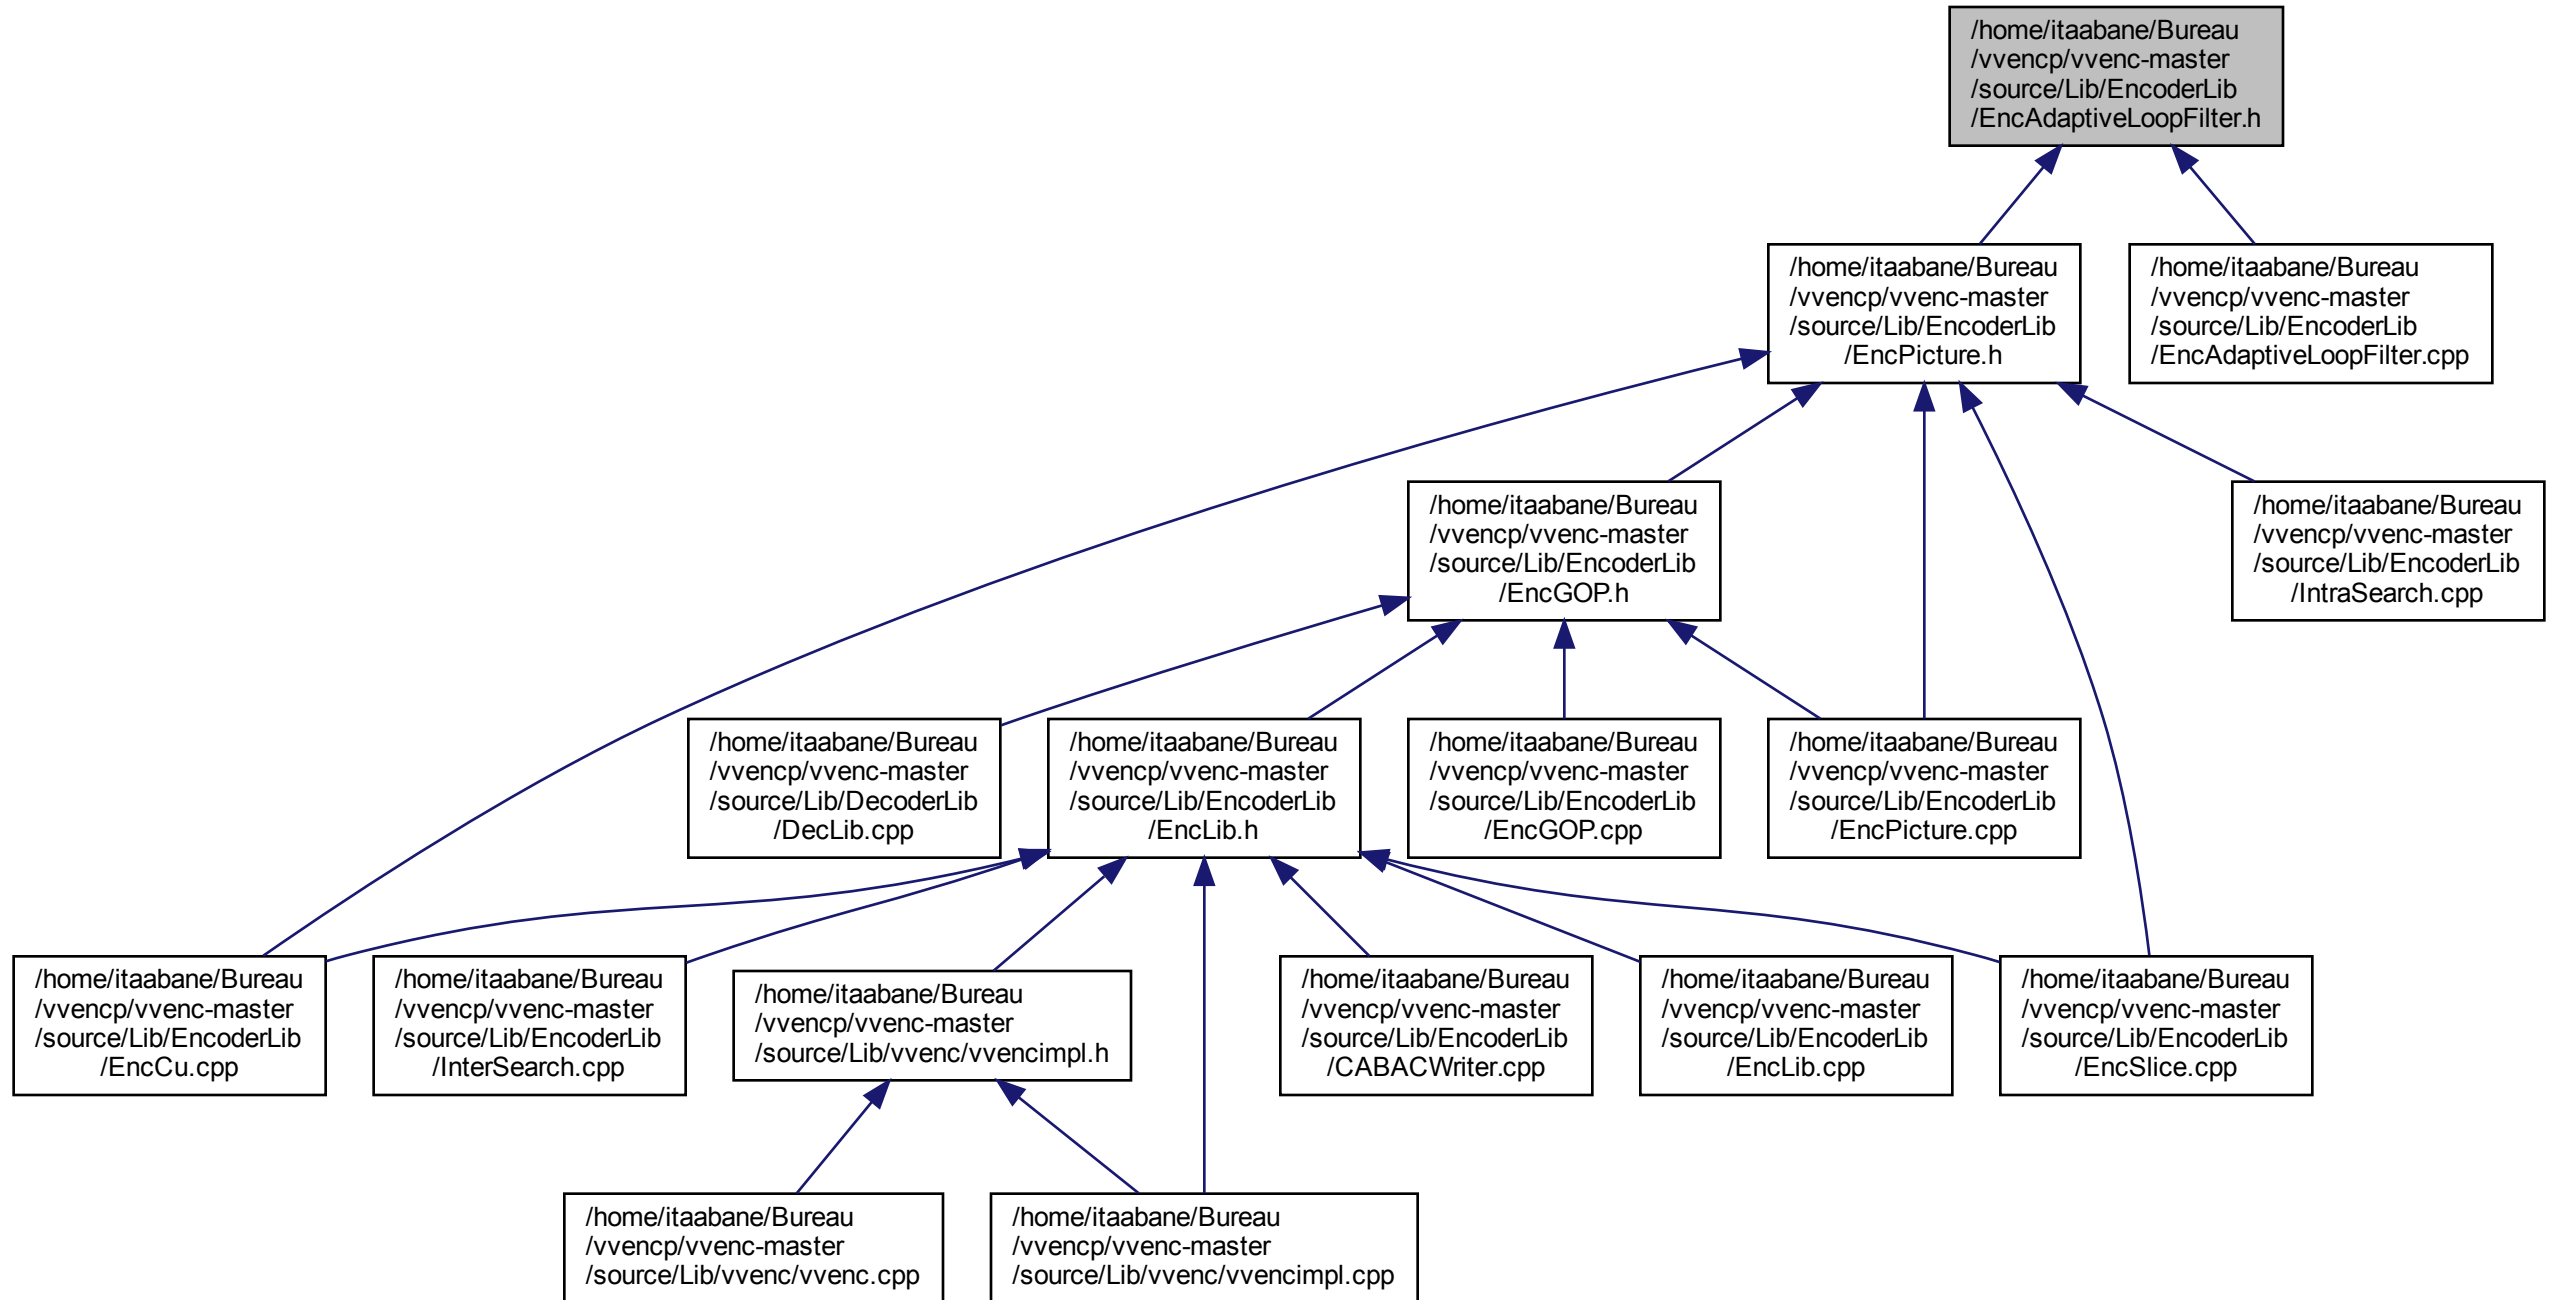 /home/itaabane/Bureau
/vvencp/vvenc-master
/source/Lib/EncoderLib
/EncAdaptiveLoopFilter.h
/home/itaabane/Bureau
/vvencp/vvenc-master
/source/Lib/EncoderLib
/EncPicture.h
/home/itaabane/Bureau
/vvencp/vvenc-master
/source/Lib/EncoderLib
/EncAdaptiveLoopFilter.cpp
/home/itaabane/Bureau
/vvencp/vvenc-master
/source/Lib/EncoderLib
/EncGOP.h
/home/itaabane/Bureau
/vvencp/vvenc-master
/source/Lib/EncoderLib
/IntraSearch.cpp
/home/itaabane/Bureau
/vvencp/vvenc-master
/source/Lib/DecoderLib
/DecLib.cpp
/home/itaabane/Bureau
/vvencp/vvenc-master
/source/Lib/EncoderLib
/EncLib.h
/home/itaabane/Bureau
/vvencp/vvenc-master
/source/Lib/EncoderLib
/EncGOP.cpp
/home/itaabane/Bureau
/vvencp/vvenc-master
/source/Lib/EncoderLib
/EncPicture.cpp
/home/itaabane/Bureau
/vvencp/vvenc-master
/source/Lib/EncoderLib
/EncCu.cpp
/home/itaabane/Bureau
/vvencp/vvenc-master
/source/Lib/EncoderLib
/InterSearch.cpp
/home/itaabane/Bureau
/vvencp/vvenc-master
/source/Lib/vvenc/vvencimpl.h
/home/itaabane/Bureau
/vvencp/vvenc-master
/source/Lib/EncoderLib
/CABACWriter.cpp
/home/itaabane/Bureau
/vvencp/vvenc-master
/source/Lib/EncoderLib
/EncLib.cpp
/home/itaabane/Bureau
/vvencp/vvenc-master
/source/Lib/EncoderLib
/EncSlice.cpp
/home/itaabane/Bureau
/vvencp/vvenc-master
/source/Lib/vvenc/vvenc.cpp
/home/itaabane/Bureau
/vvencp/vvenc-master
/source/Lib/vvenc/vvencimpl.cpp